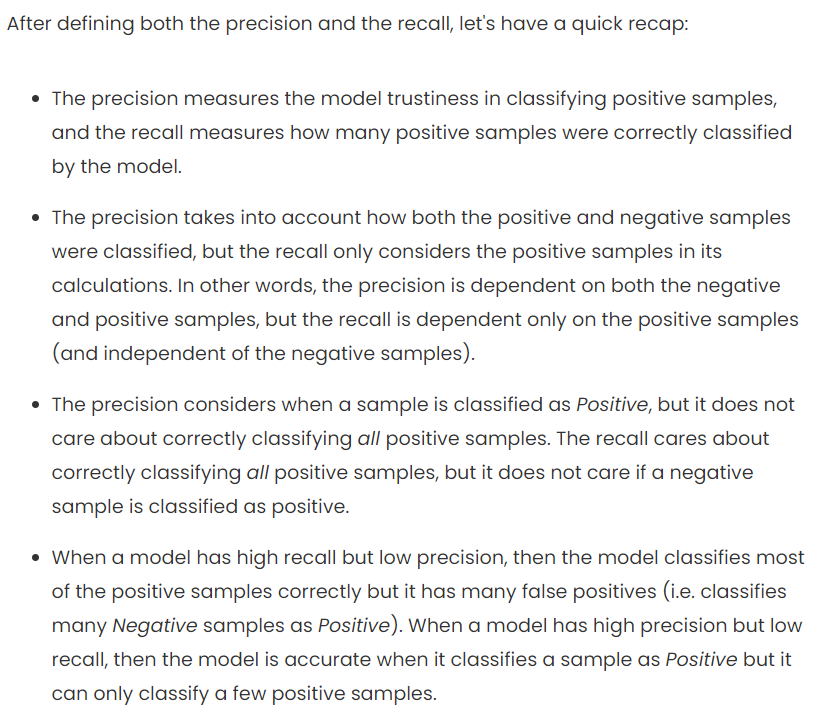 After defining both the precision and the recall, let's have a quick recap:
• The precision measures the model trustiness in classifying positive samples,
and the recall measures how many positive samples were correctly classified
by the model.
• The precision takes into account how both the positive and negative samples
were classified, but the recall only considers the positive samples in its
calculations. In other words, the precision is dependent on both the negative
and positive samples, but the recall is dependent only on the positive samples
(and independent of the negative samples).
• The precision considers when a sample is classified as Positive, but it does not
care about correctly classifying all positive samples. The recall cares about
correctly classifying all positive samples, but it does not care if a negative
sample is classified as positive.
• When a model has high recall but low precision, then the model classifies most
of the positive samples correctly but it has many false positives (i.e. classifies
many Negative samples as Positive). When a model has high precision but low
recall, then the model is accurate when it classifies a sample as Positive but it
can only classify a few positive samples.